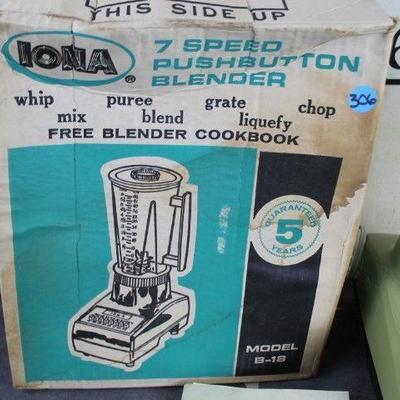 THIS SIDE UP
IONA ®
7 SPEED
PUSHBUTTON
BLENDER
whip puree grate chop
mix blend liquefy
306
FREE BLENDER COOKBOOK
GUARANTEED
5
YEARS
MODEL
B-18